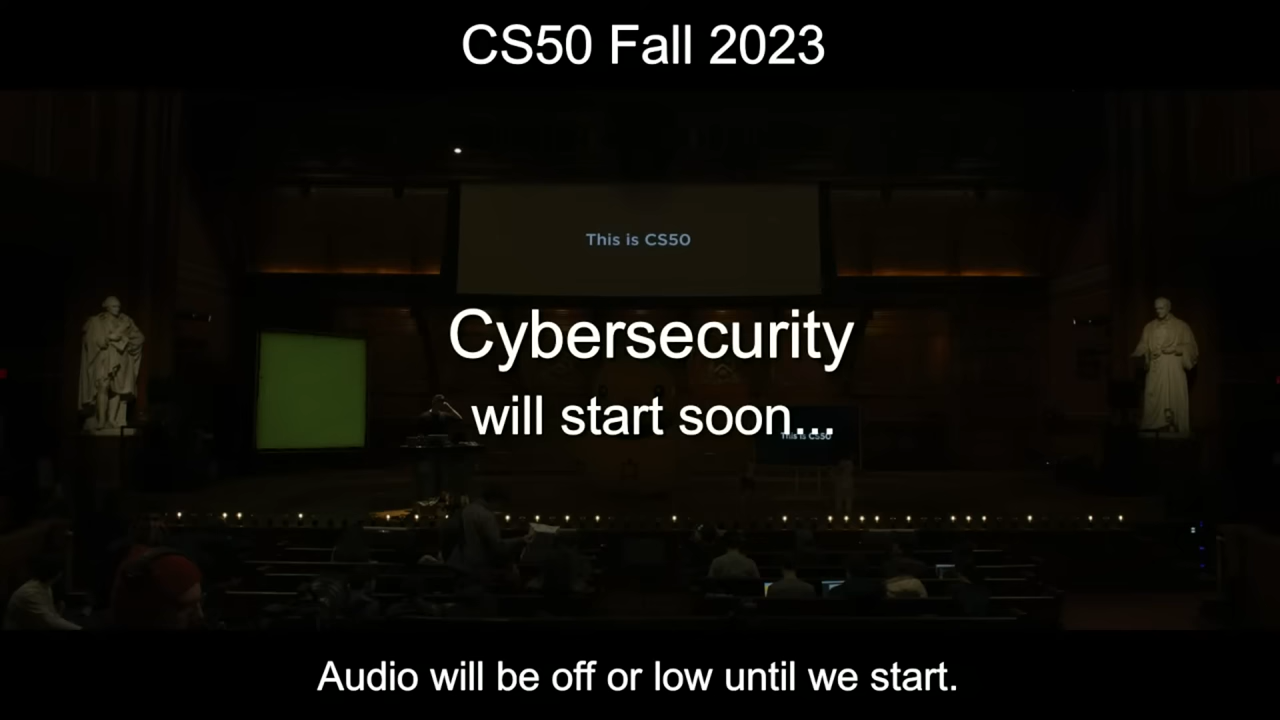 CS50 Fall 2023
This is CS50
Cybersecurity
will start soon...
This is CS50
Audio will be off or low until we start.